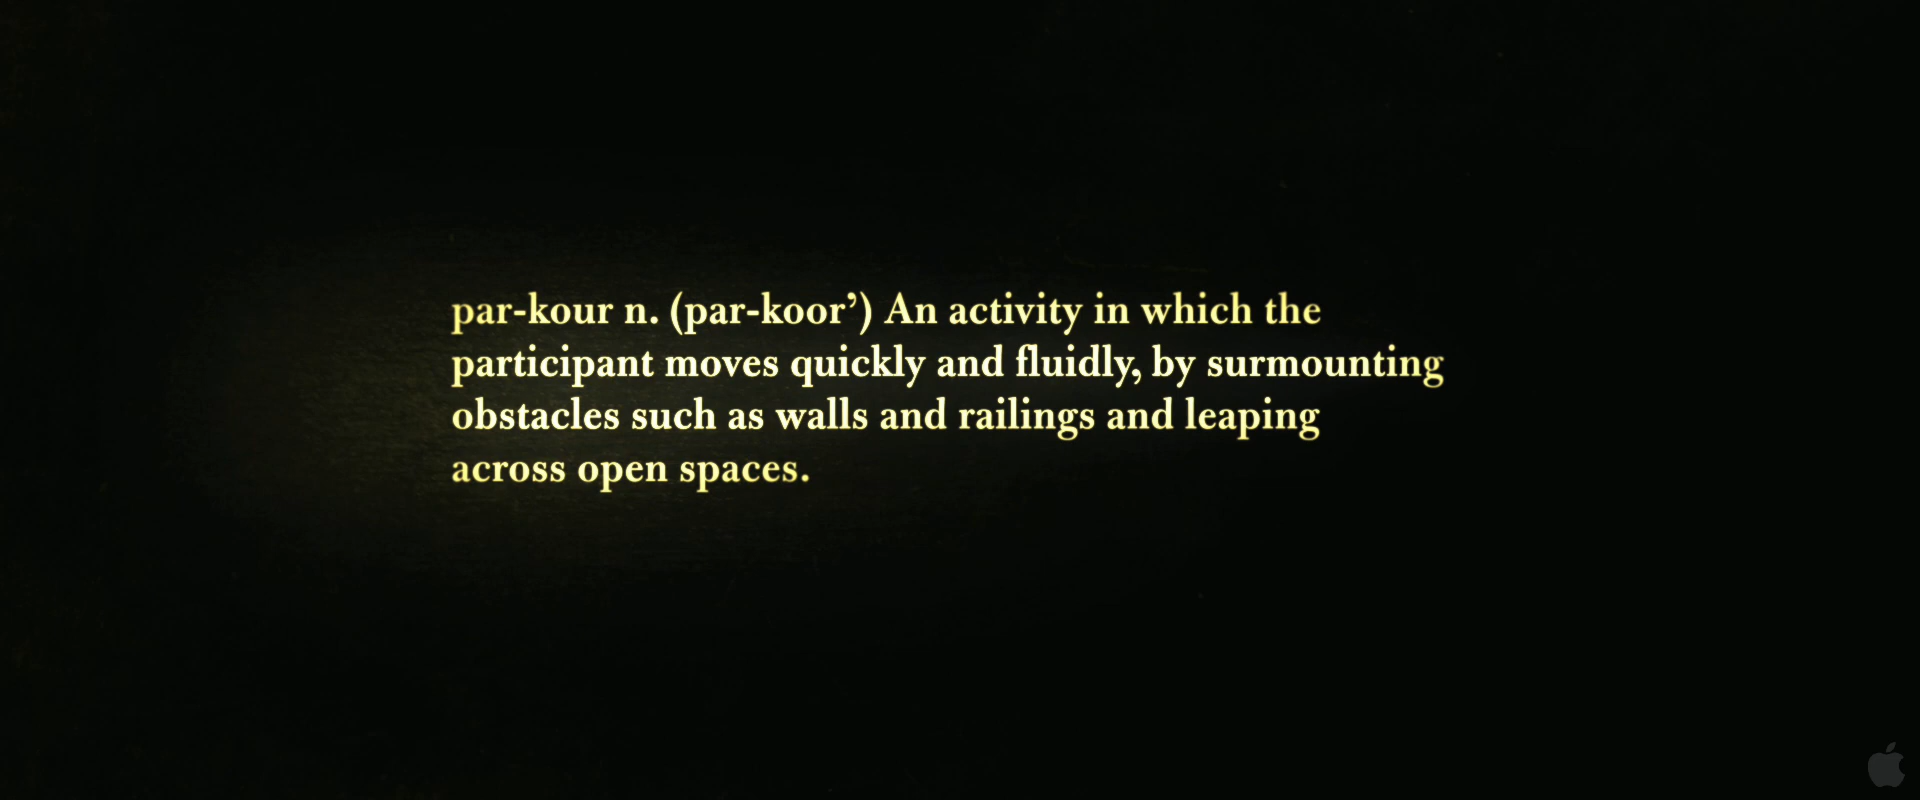 par-kour n. (par-koor’) An activity in which the
participant moves quickly and fluidly, by surmounting
obstacles such as walls and railings and leaping
across open spaces.